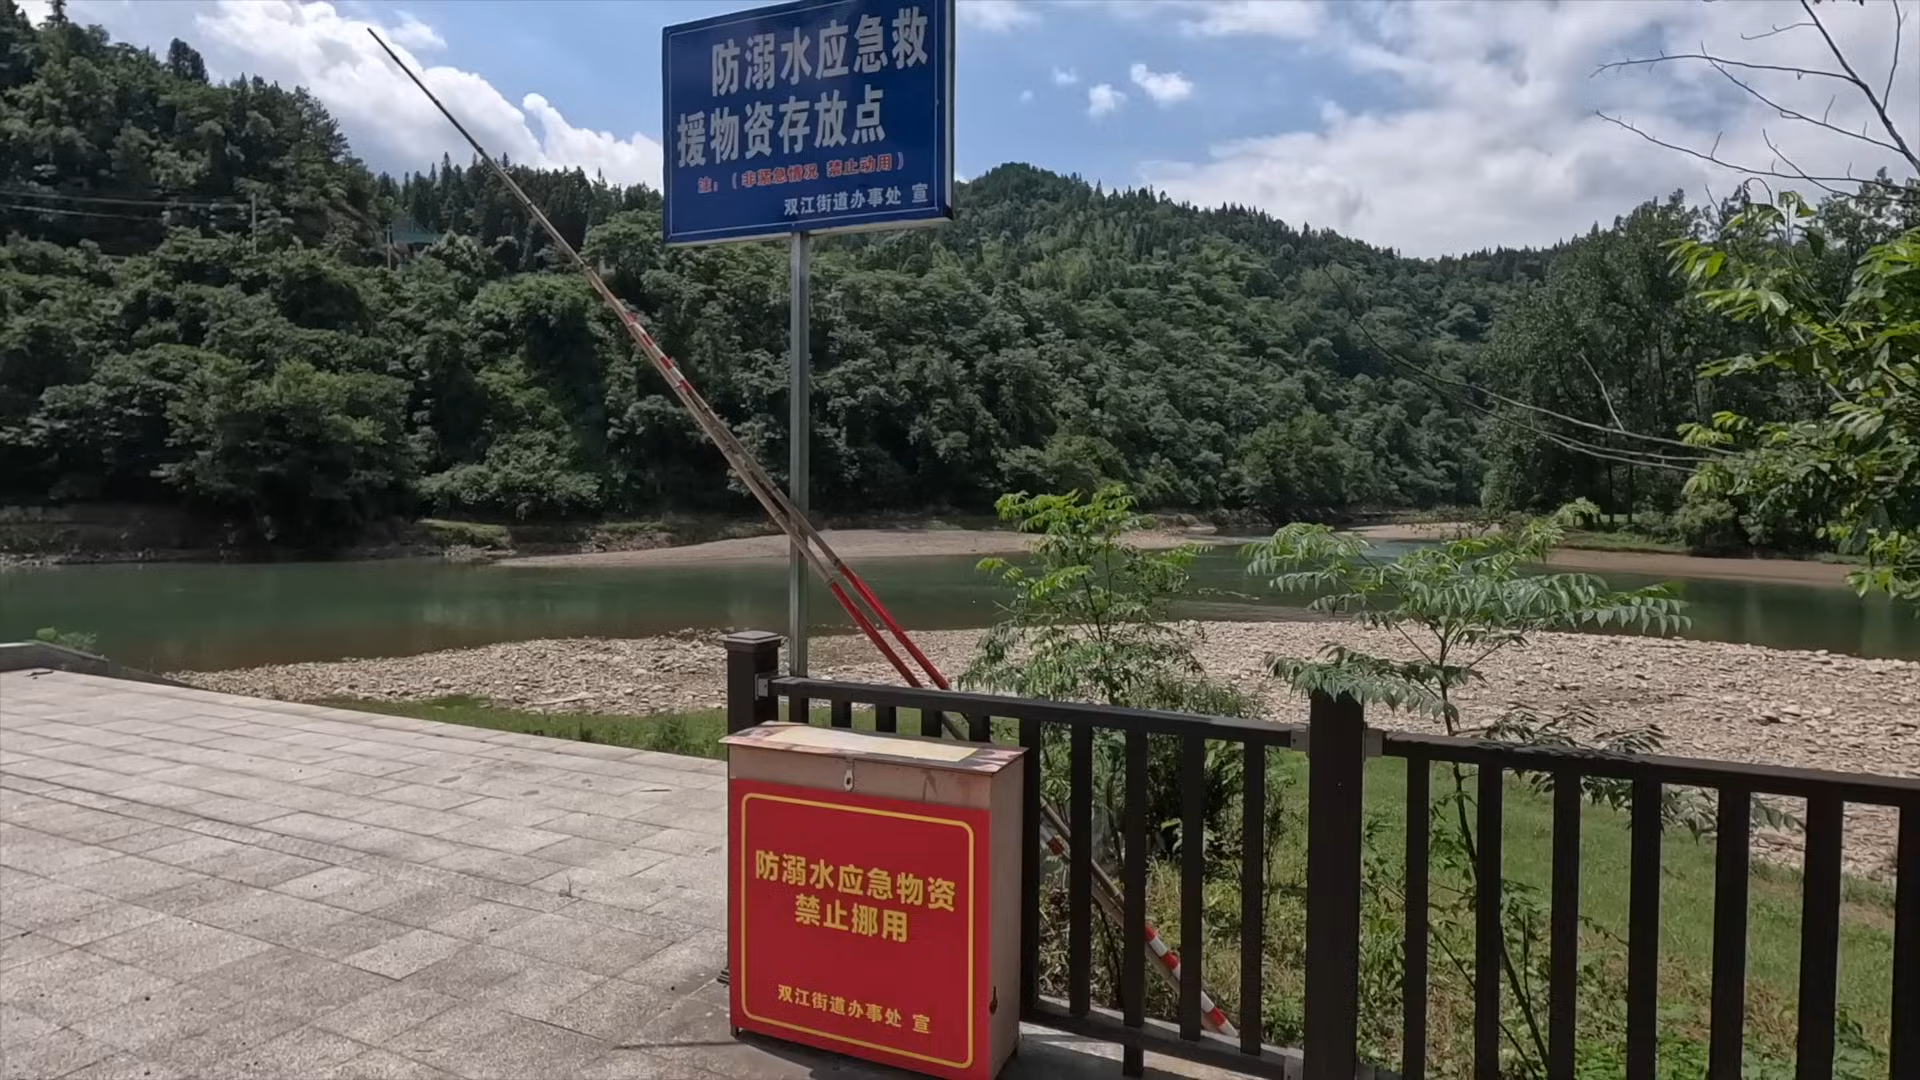 防溺水应急救
援物资存放点
注：（非紧急情况 禁止动用）
双江街道办事处 宣
防溺水应急物资
禁止挪用
双江街道办事处 宣